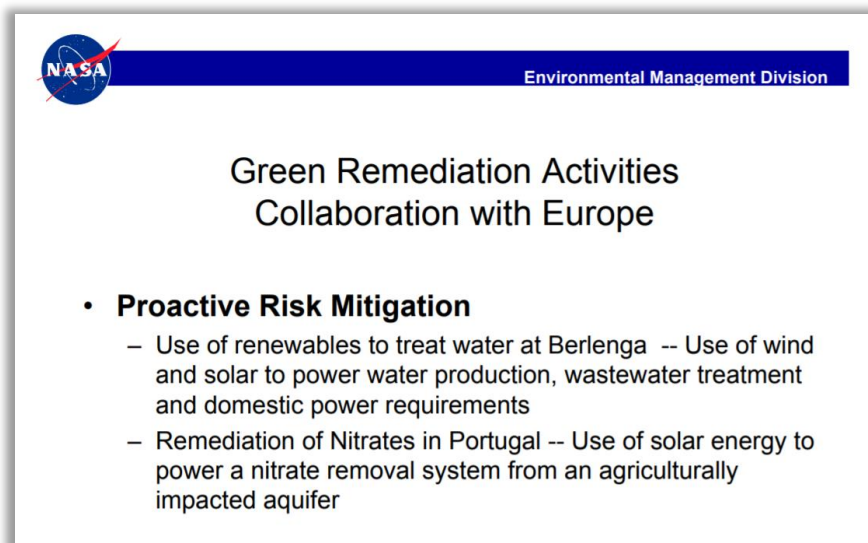 NASA
Environmental Management Division
Green Remediation Activities
Collaboration with Europe
• Proactive Risk Mitigation
– Use of renewables to treat water at Berlenga -- Use of wind
and solar to power water production, wastewater treatment
and domestic power requirements
– Remediation of Nitrates in Portugal -- Use of solar energy to
power a nitrate removal system from an agriculturally
impacted aquifer